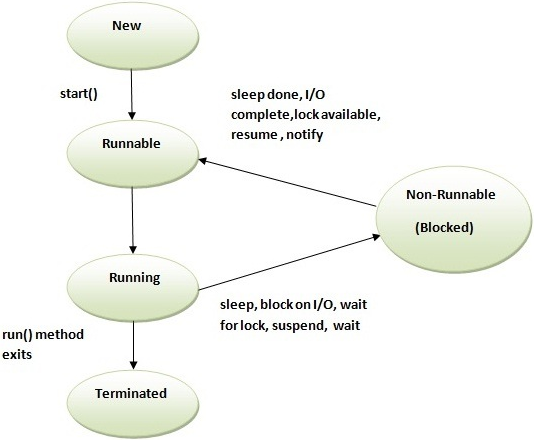 New
start()
sleep done, I/O
complete,lock available,
resume , notify
Runnable
Non-Runnable
(Blocked)
Running
sleep, block on I/O, wait
for lock, suspend, wait
run() method
exits
Terminated